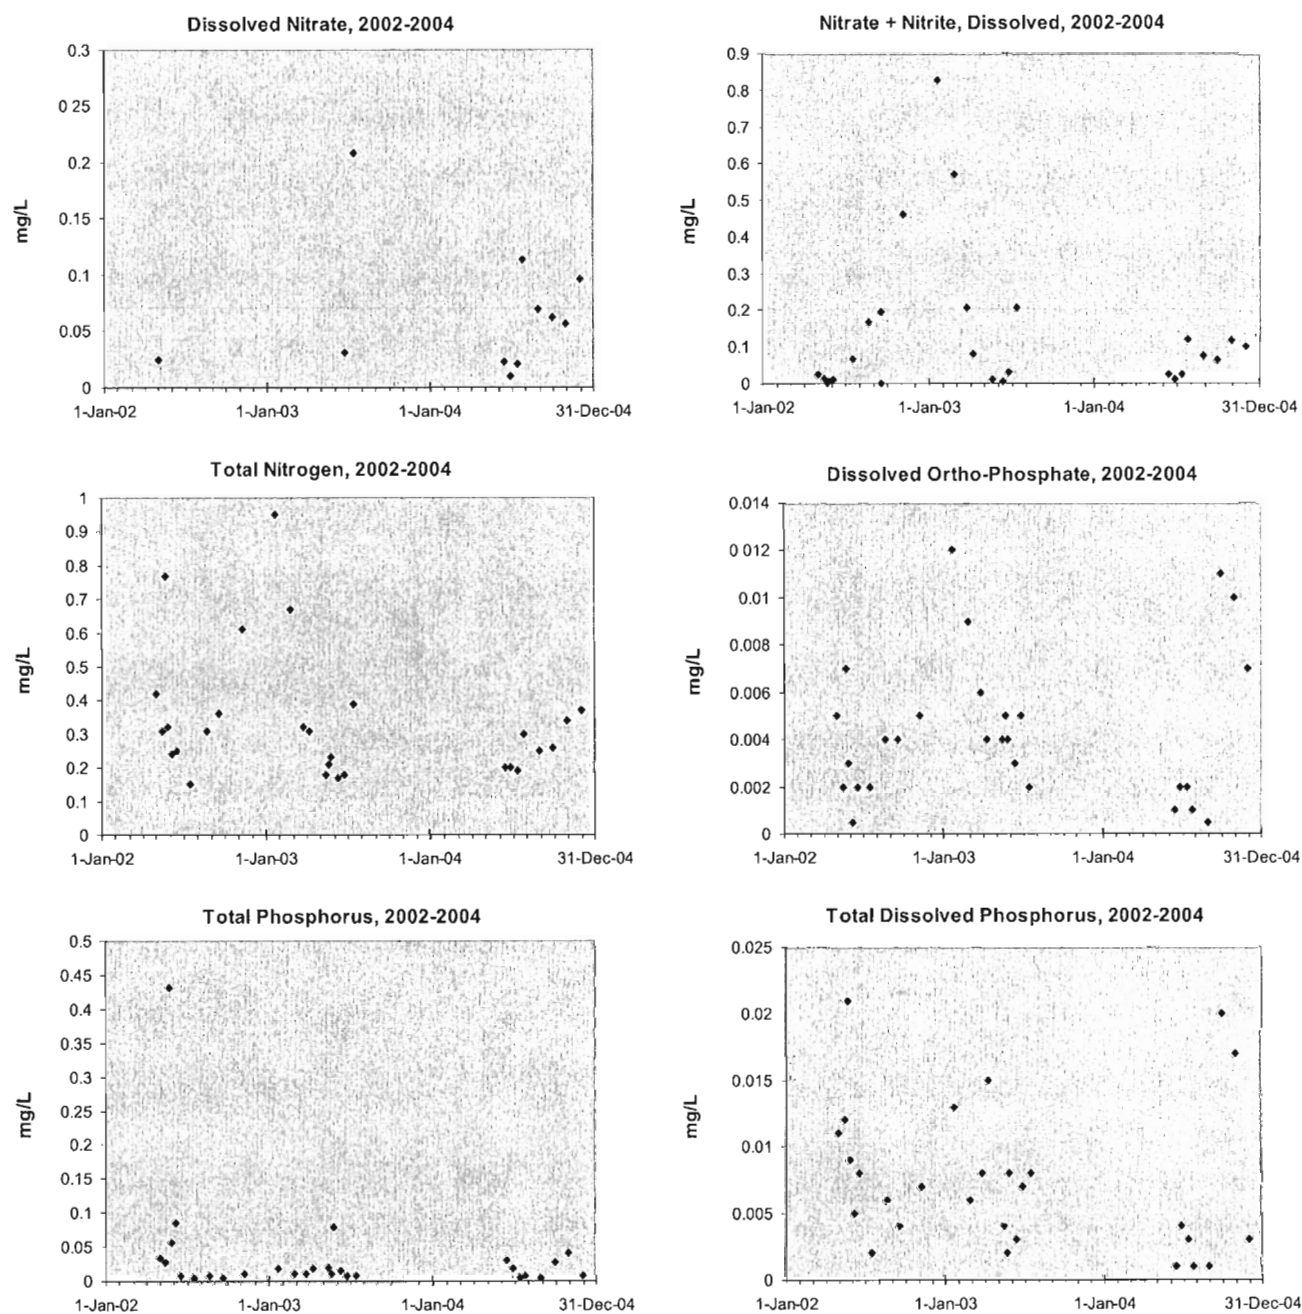 Dissolved Nitrate, 2002-2004
0.3
0 25
0.2
0.15
0.1
0.05
0
mg/L
1-Jan-02 1-Jan-03 1-Jan-04 31-Dec-04
Nitrate + Nitrite, Dissolved, 2002-2004
0.9
0.8
0.7
0.6
0.5
0.4
0.3
0.2
0.1
0
mg/L
1-Jan-02 1-Jan-03 1-Jan-04 31-Dec-04
Total Nitrogen, 2002-2004
1
0.9
0.8
0.7
0.6
0.5
0.4
0.3
0.2
0.1
0
mg/L
1-Jan-02 1-Jan-03 1-Jan-04 31-Dec-04
Dissolved Ortho-Phosphate, 2002-2004
0.014
0.012
0.01
0.008
0.006
0.004
0.002
0
mg/L
1-Jan-02 1-Jan-03 1-Jan-04 31-Dec-04
Total Phosphorus, 2002-2004
0.5
0.45
0.4
0.35
0.3
0.25
0.2
0.15
0.1
0.05
0
mg/L
1-Jan-02 1-Jan-03 1-Jan-04 31-Dec-04
Total Dissolved Phosphorus, 2002-2004
0.025
0.02
0.015
0.01
0.005
0
mg/L
1-Jan-02 1-Jan-03 1-Jan-04 31-Dec-04